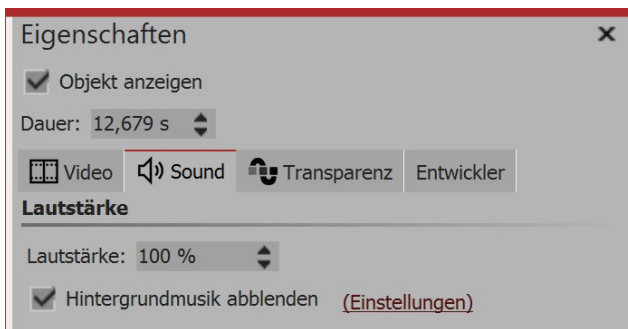 Eigenschaften
Objekt anzeigen
Dauer: 12,679 s
Video Sound Transparenz Entwickler
Lautstärke
Lautstärke: 100 %
Hintergrundmusik abblenden (Einstellungen)